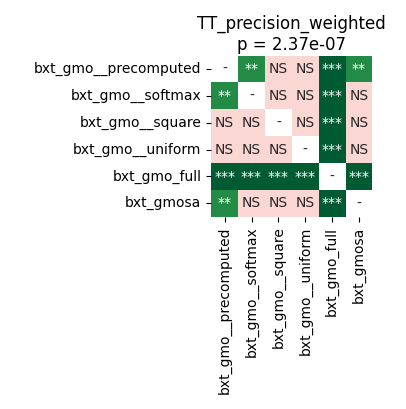 TT_precision_weighted
p = 2.37e-07
bxt_gmo__precomputed - ** NS NS *** **
bxt_gmo__softmax ** - NS NS *** NS
bxt_gmo__square NS NS - NS *** NS
bxt_gmo__uniform NS NS NS - *** NS
bxt_gmo_full *** *** *** *** - ***
bxt_gmosa ** NS NS NS *** -
bxt_gmo__precomputed
bxt_gmo__softmax
bxt_gmo__square
bxt_gmo__uniform
bxt_gmo_full
bxt_gmosa